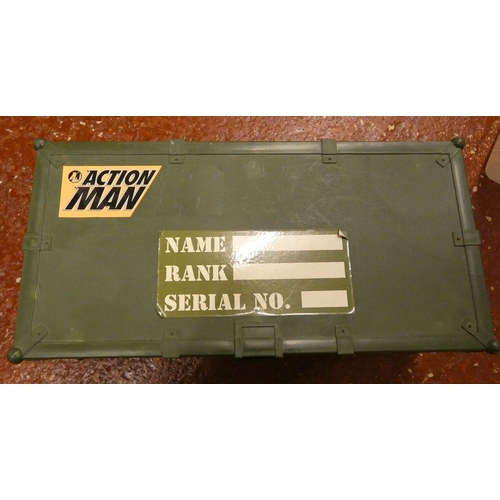 ACTION
MAN
NAME
RANK
SERIAL NO.